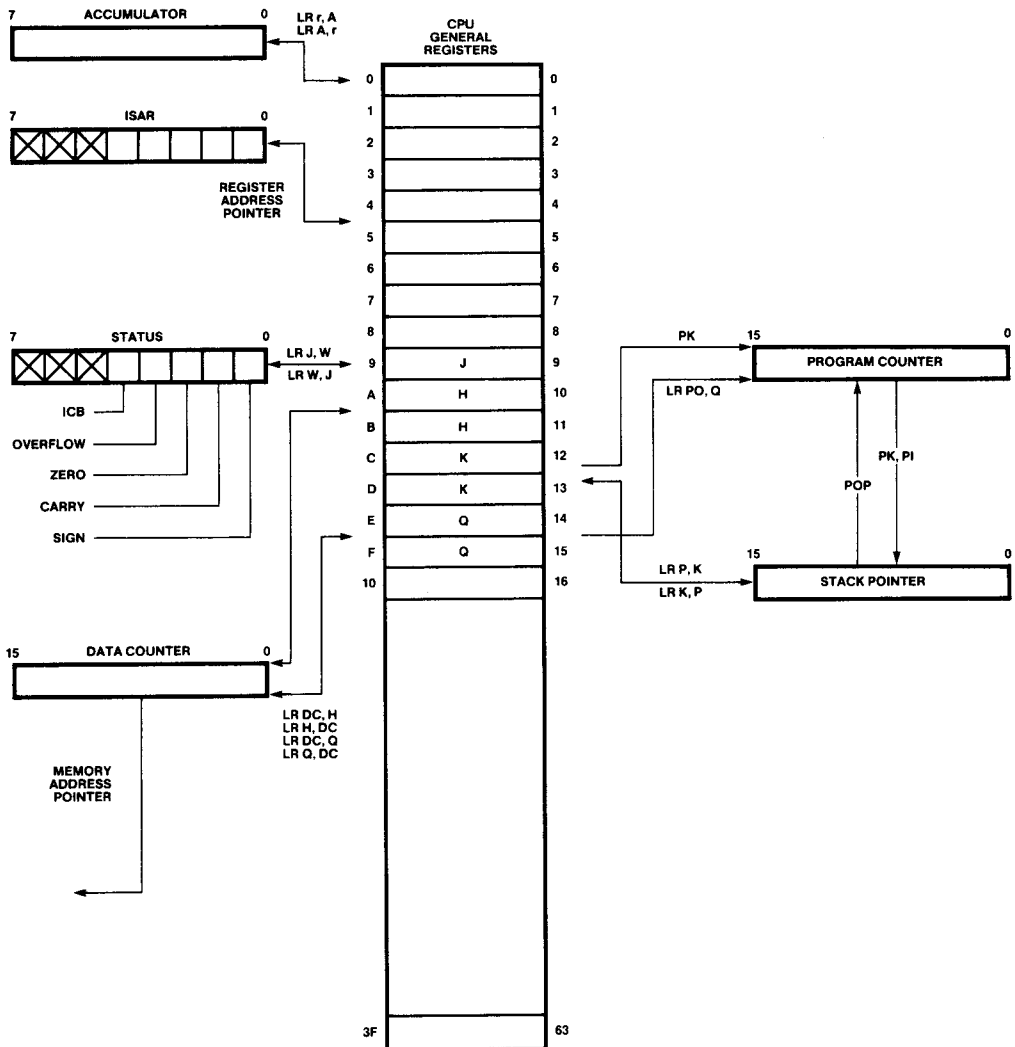 7 ACCUMULATOR 0
LR r, A
LR A, r
7 ISAR 0
REGISTER
ADDRESS
POINTER
7 STATUS 0
LR J, W
LR W, J
ICB
OVERFLOW
ZERO
CARRY
SIGN
15 DATA COUNTER 0
LR DC, H
LR H, DC
LR DC, Q
LR Q, DC
MEMORY
ADDRESS
POINTER
CPU
GENERAL
REGISTERS
0 0
1 1
2 2
3 3
4 4
5 5
6 6
7 7
8 8
9 J 9
A H 10
B H 11
C K 12
D K 13
E Q 14
F Q 15
10 16
3F 63
PK
15 0
PROGRAM COUNTER
LR PO, Q
PK, PI
POP
15 0
STACK POINTER
LR P, K
LR K, P